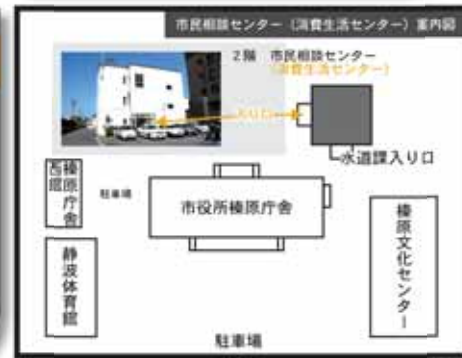 市民相談センター（消費生活センター）案内図
2階　市民相談センター
（消費生活センター）
入り口
水道課入り口
榛原庁舎
西館
駐車場
市役所榛原庁舎
静波体育館
榛原文化センター
駐車場